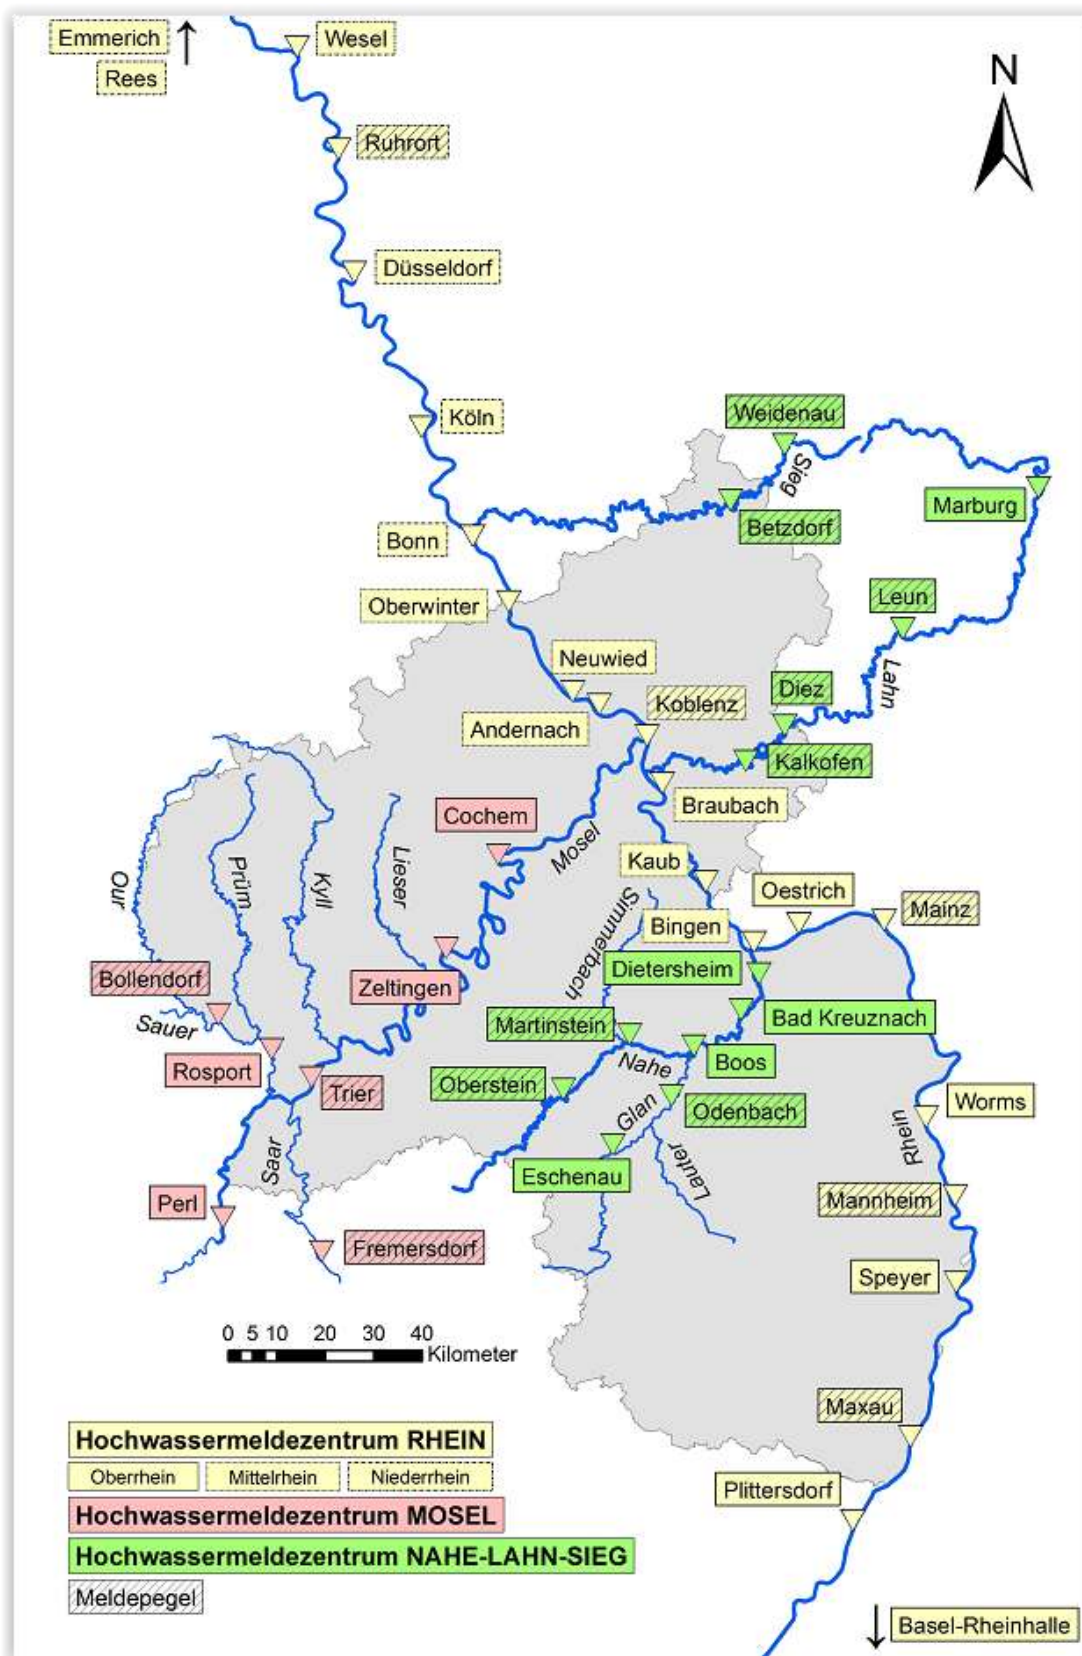 Emmerich
Rees
Wesel
N
Ruhrort
Düsseldorf
Köln
Weidenau
Sieg
Marburg
Betzdorf
Bonn
Oberwinter
Leun
Neuwied
Lahn
Diez
Koblenz
Andernach
Kalkofen
Braubach
Cochem
Mosel
Kaub
Our
Prüm
Kyll
Lieser
Oestrich
Simmerbach
Mainz
Bingen
Dietersheim
Bollendorf
Zeltingen
Sauer
Martinstein
Bad Kreuznach
Rosport
Nahe
Boos
Trier
Oberstein
Glan
Odenbach
Worms
Rhein
Saar
Eschenau
Lauter
Perl
Mannheim
Fremersdorf
Speyer
0 5 10 20 30 40
Kilometer
Maxau
Hochwassermeldezentrum RHEIN
Oberrhein Mittelrhein Niederrhein
Plittersdorf
Hochwassermeldezentrum MOSEL
Hochwassermeldezentrum NAHE-LAHN-SIEG
Meldepegel
Basel-Rheinhalle